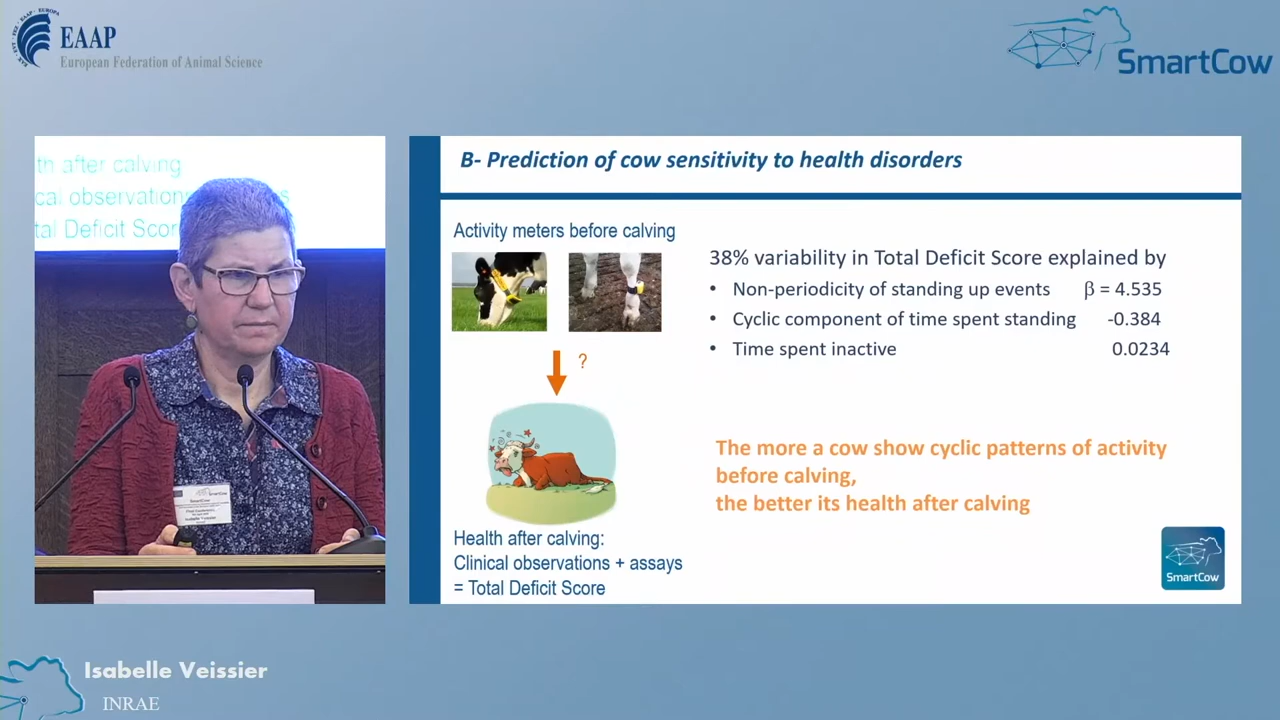 EAAP
European Federation of Animal Science
SmartCow
th after calving
cal observations
tal Deficit Score
SmartCow
Isabelle Veissier
B- Prediction of cow sensitivity to health disorders
Activity meters before calving
?
Health after calving:
Clinical observations + assays
= Total Deficit Score
38% variability in Total Deficit Score explained by
• Non-periodicity of standing up events β = 4.535
• Cyclic component of time spent standing -0.384
• Time spent inactive 0.0234
The more a cow show cyclic patterns of activity
before calving,
the better its health after calving
SmartCow
Isabelle Veissier
INRAE